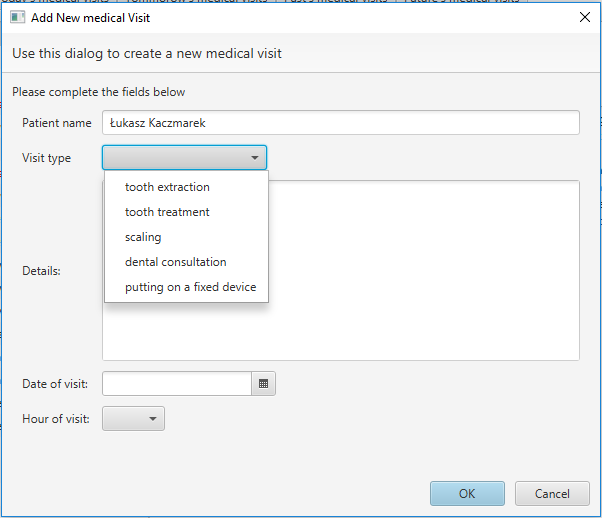 Add New medical Visit
Use this dialog to create a new medical visit
Please complete the fields below
Patient name Łukasz Kaczmarek
Visit type
tooth extraction
tooth treatment
scaling
dental consultation
Details:
putting on a fixed device
Date of visit:
Hour of visit:
OK Cancel